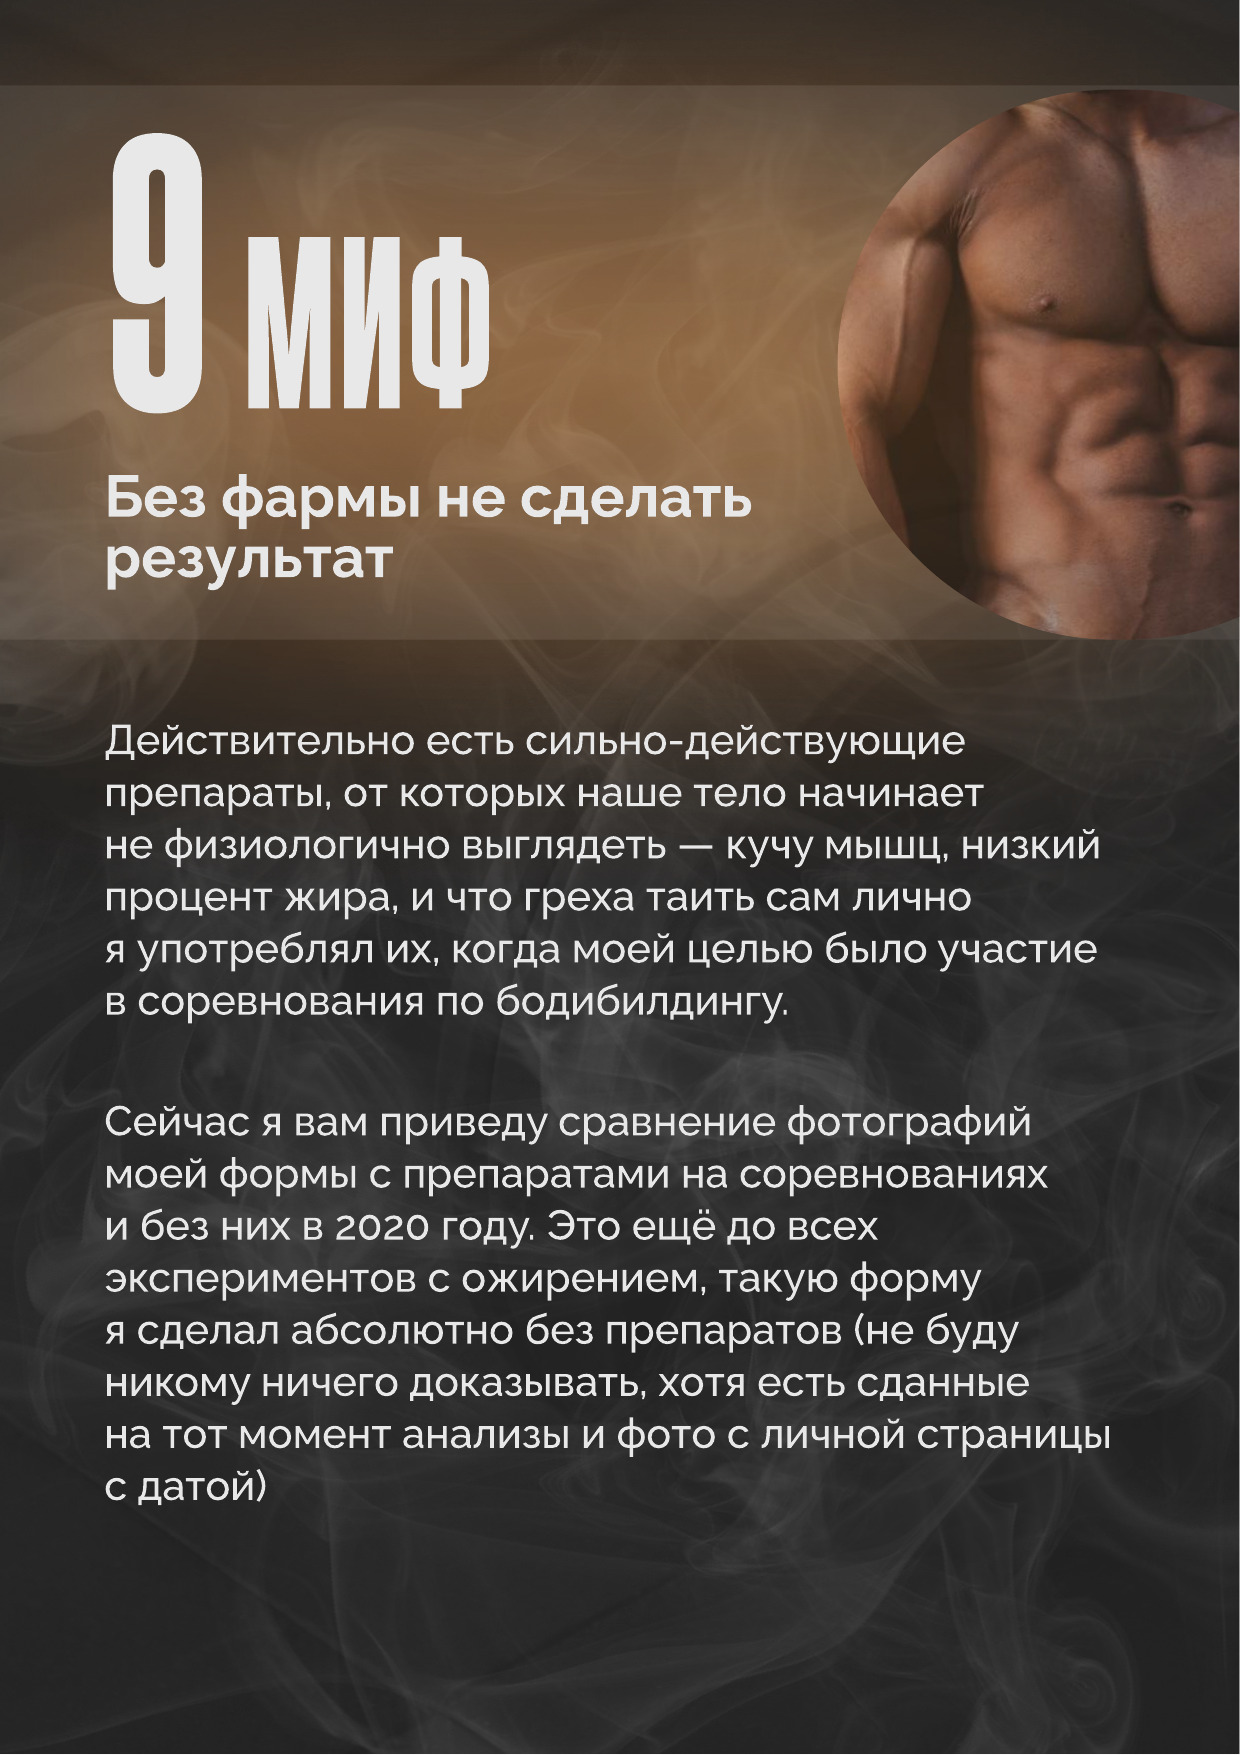 9 МИФ
Без фармы не сделать
результат
Действительно есть сильно-действующие
препараты, от которых наше тело начинает
не физиологично выглядеть — кучу мышц, низкий
процент жира, и что греха таить сам лично
я употреблял их, когда моей целью было участие
в соревнования по бодибилдингу.
Сейчас я вам приведу сравнение фотографий
моей формы с препаратами на соревнованиях
и без них в 2020 году. Это ещё до всех
экспериментов с ожирением, такую форму
я сделал абсолютно без препаратов (не буду
никому ничего доказывать, хотя есть сданные
на тот момент анализы и фото с личной страницы
с датой)